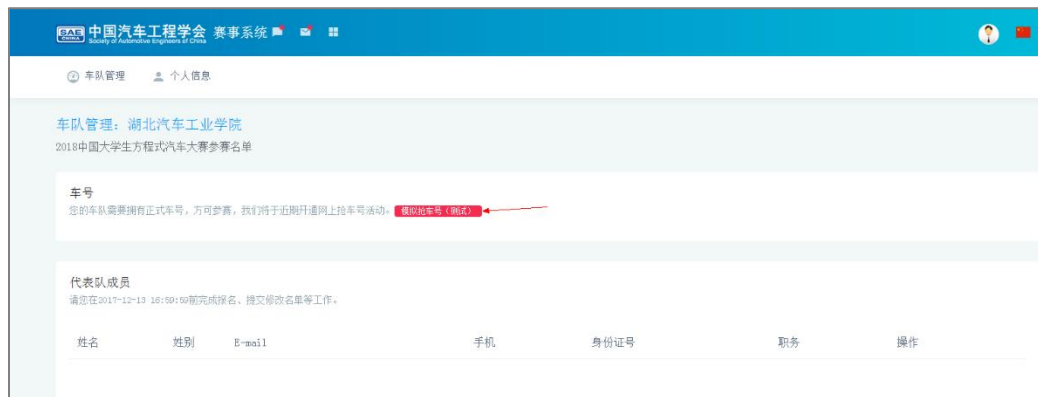 SAE CHINA 中国汽车工程学会 赛事系统
Society of Automotive Engineers of China
车队管理 个人信息
车队管理：湖北汽车工业学院
2018中国大学生方程式汽车大赛参赛名单
车号
您的车队需要拥有正式车号，方可参赛，我们将于近期开通网上抢车号活动。 模拟抢车号（测试）
代表队成员
请您在2017-12-13 16:59:59前完成报名、提交修改名单等工作。
姓名 姓别 E-mail 手机 身份证号 职务 操作